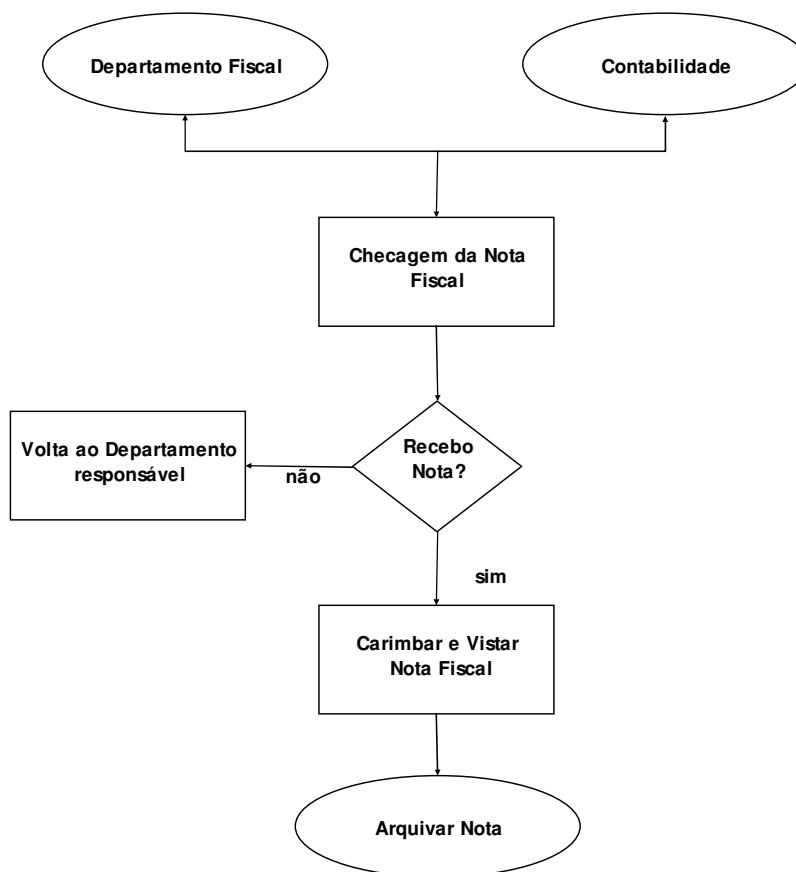 Departamento Fiscal
Contabilidade
Checagem da Nota
Fiscal
Recebo
Nota?
Volta ao Departamento
responsável
não
sim
Carimbar e Vistar
Nota Fiscal
Arquivar Nota